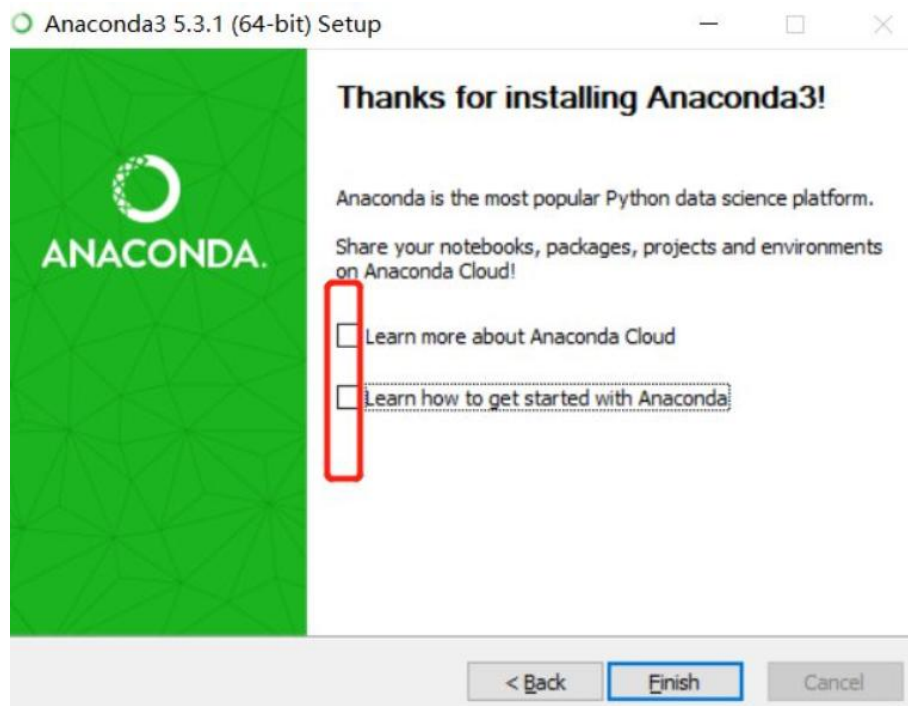 Anaconda3 5.3.1 (64-bit) Setup
Thanks for installing Anaconda3!
ANACONDA.
Anaconda is the most popular Python data science platform.
Share your notebooks, packages, projects and environments
on Anaconda Cloud!
Learn more about Anaconda Cloud
Learn how to get started with Anaconda
< Back
Finish
Cancel